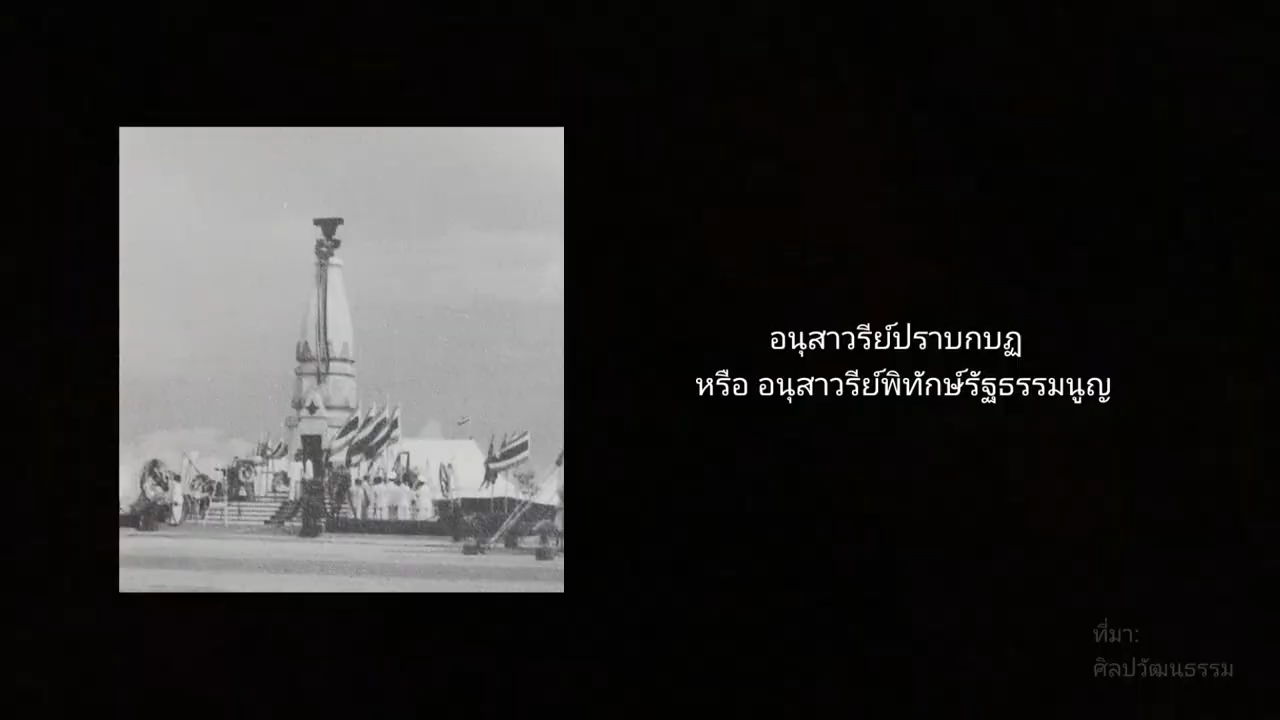 อนุสาวรีย์ปราบกบฏ
หรือ อนุสาวรีย์พิทักษ์รัฐธรรมนูญ
ที่มา:
ศิลปวัฒนธรรม